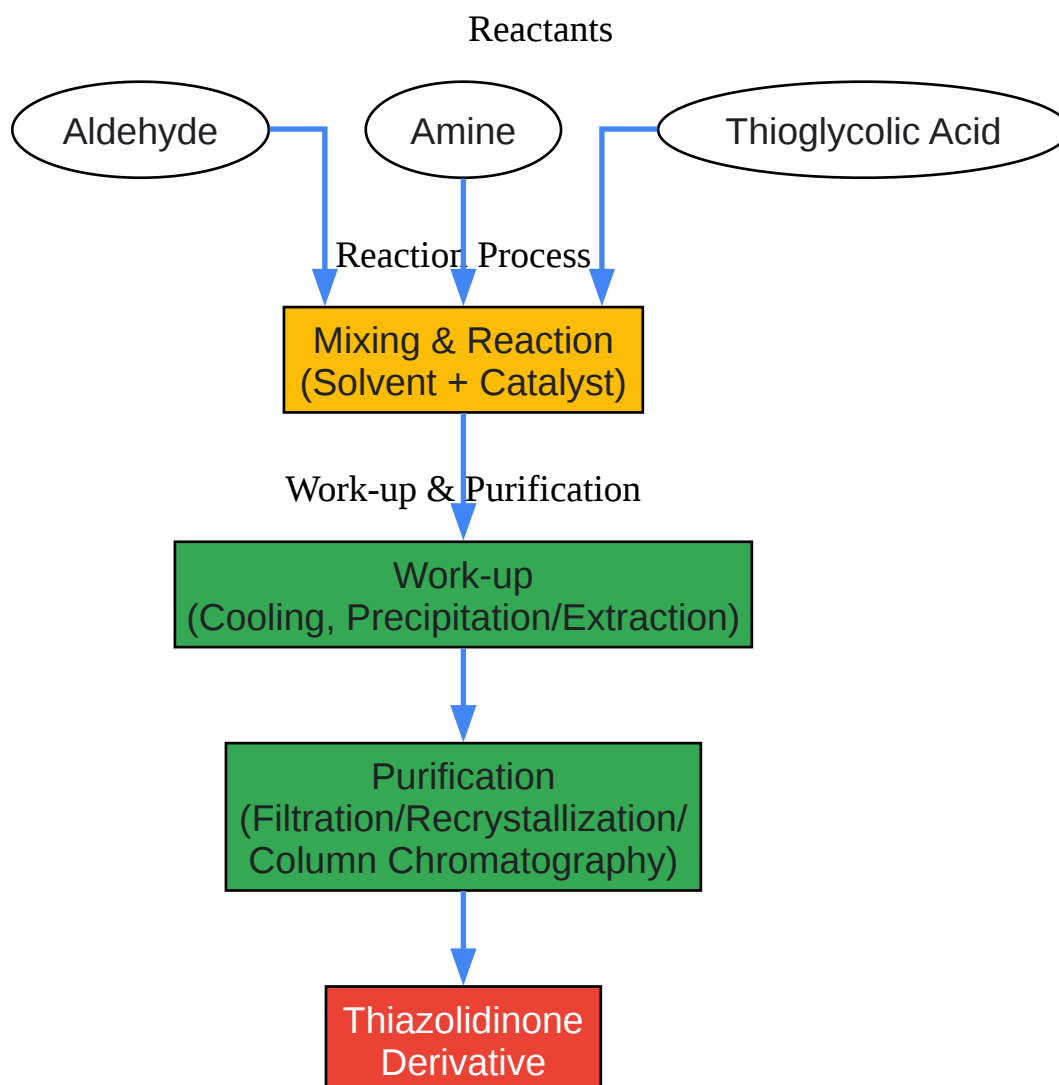 Reactants
Aldehyde
Amine
Thioglycolic Acid
Reaction Process
Mixing & Reaction
(Solvent + Catalyst)
Work-up & Purification
Work-up
(Cooling, Precipitation/Extraction)
Purification
(Filtration/Recrystallization/
Column Chromatography)
Thiazolidinone
Derivative